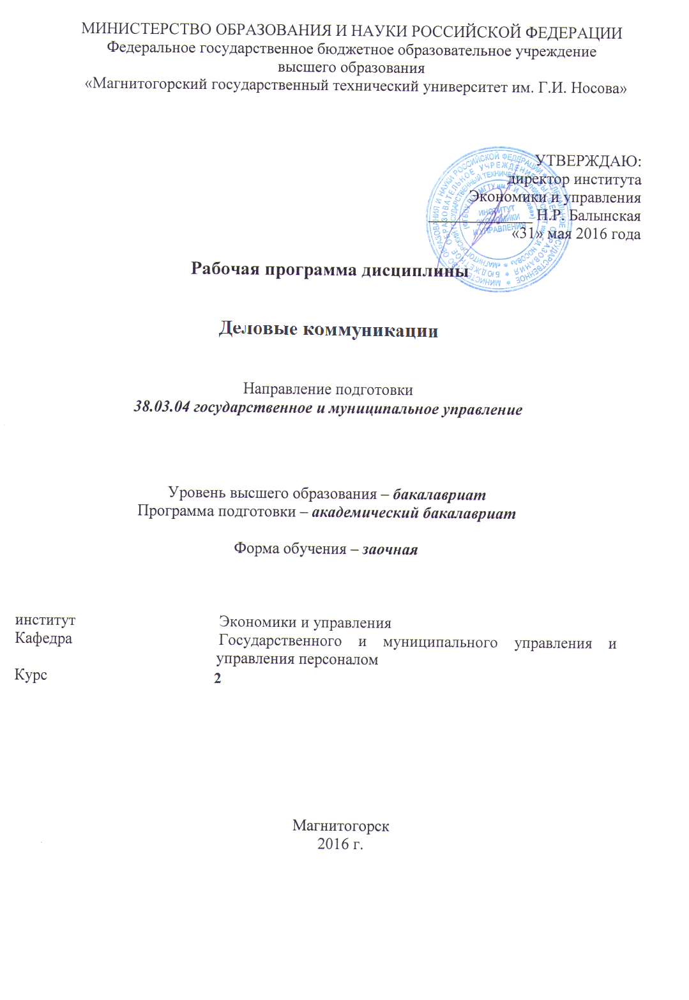 МИНИСТЕРСТВО ОБРАЗОВАНИЯ И НАУКИ РОССИЙСКОЙ ФЕДЕРАЦИИ
Федеральное государственное бюджетное образовательное учреждение
высшего образования
«Магнитогорский государственный технический университет им. Г.И. Носова»
УТВЕРЖДАЮ:
директор института
Экономики и управления
Н.Р. Балынская
«31» мая 2016 года
ИНСТИТУТ
ЭКОНОМИКИ
И УПРАВЛЕНИЯ
Рабочая программа дисциплины
Деловые коммуникации
Направление подготовки
38.03.04 государственное и муниципальное управление
Уровень высшего образования – бакалавриат
Программа подготовки – академический бакалавриат
Форма обучения – заочная
институт Экономики и управления
Кафедра Государственного и муниципального управления и
управления персоналом
Курс 2
Магнитогорск
2016 г.